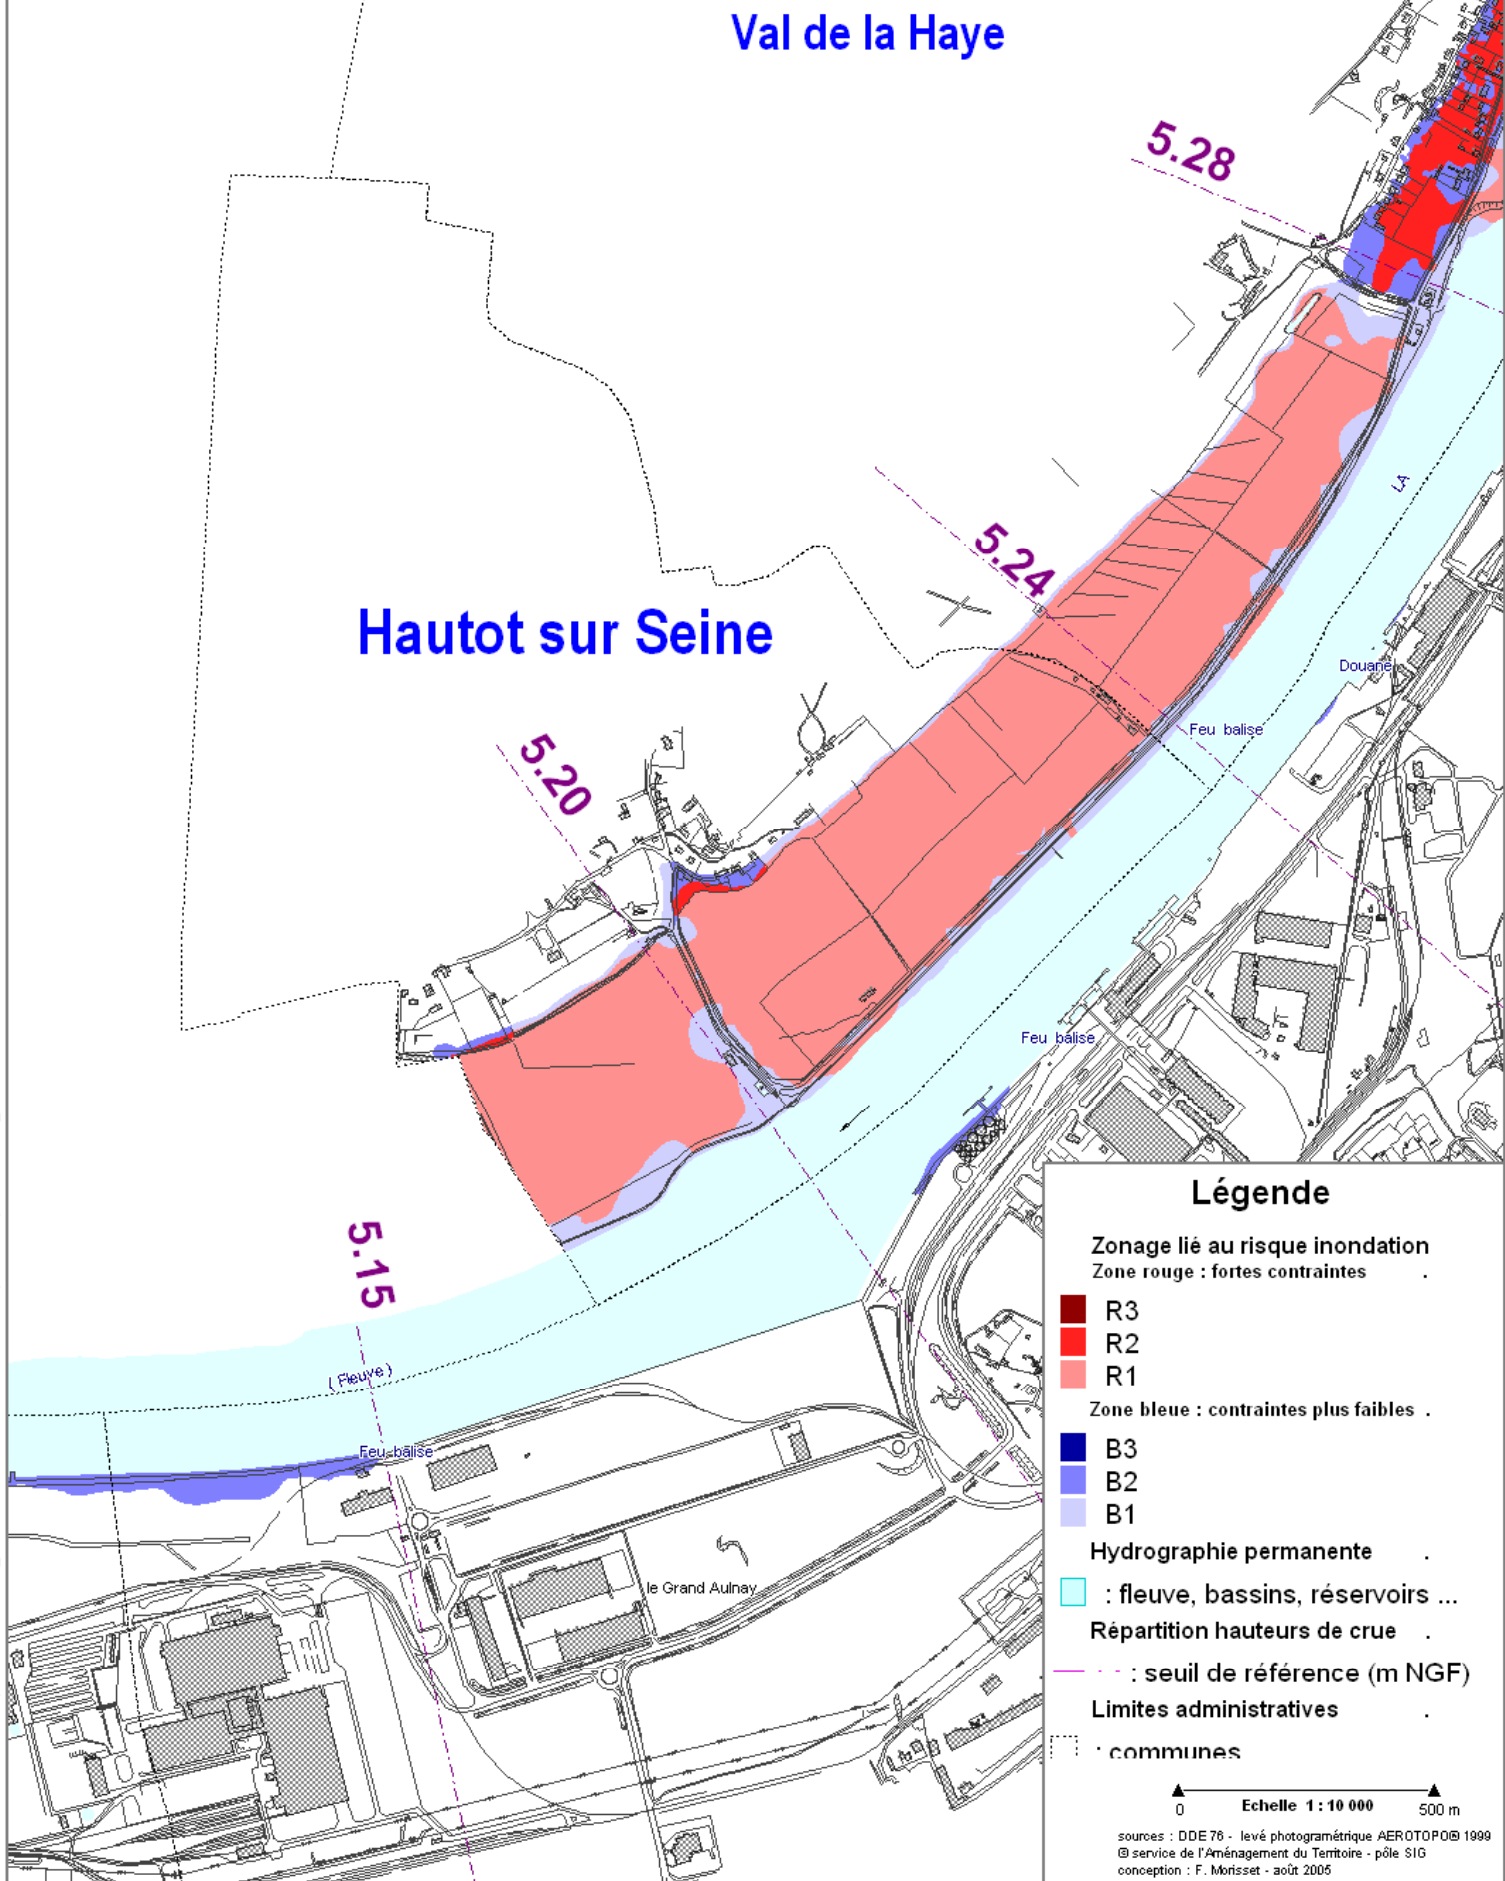 Val de la Haye
5.28
LA
5.24
Hautot sur Seine
Douane
Feu balise
5.20
Feu balise
5.15
(Fleuve)
Feu balise
le Grand Aulnay
Légende
Zonage lié au risque inondation
Zone rouge : fortes contraintes .
R3
R2
R1
Zone bleue : contraintes plus faibles .
B3
B2
B1
Hydrographie permanente .
: fleuve, bassins, réservoirs ...
Répartition hauteurs de crue .
: seuil de référence (m NGF)
Limites administratives .
: communes
0 Echelle 1 : 10 000 500 m
sources : DDE 76 - levé photogramétrique AEROTOPO® 1999
© service de l'Aménagement du Territoire - pôle SIG
conception : F. Morisset - août 2005